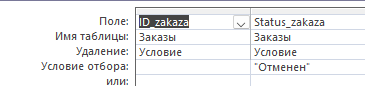 Поле: ID_zakaza Status_zakaza
Имя таблицы: Заказы Заказы
Удаление: Условие Условие
Условие отбора: "Отменен"
или: